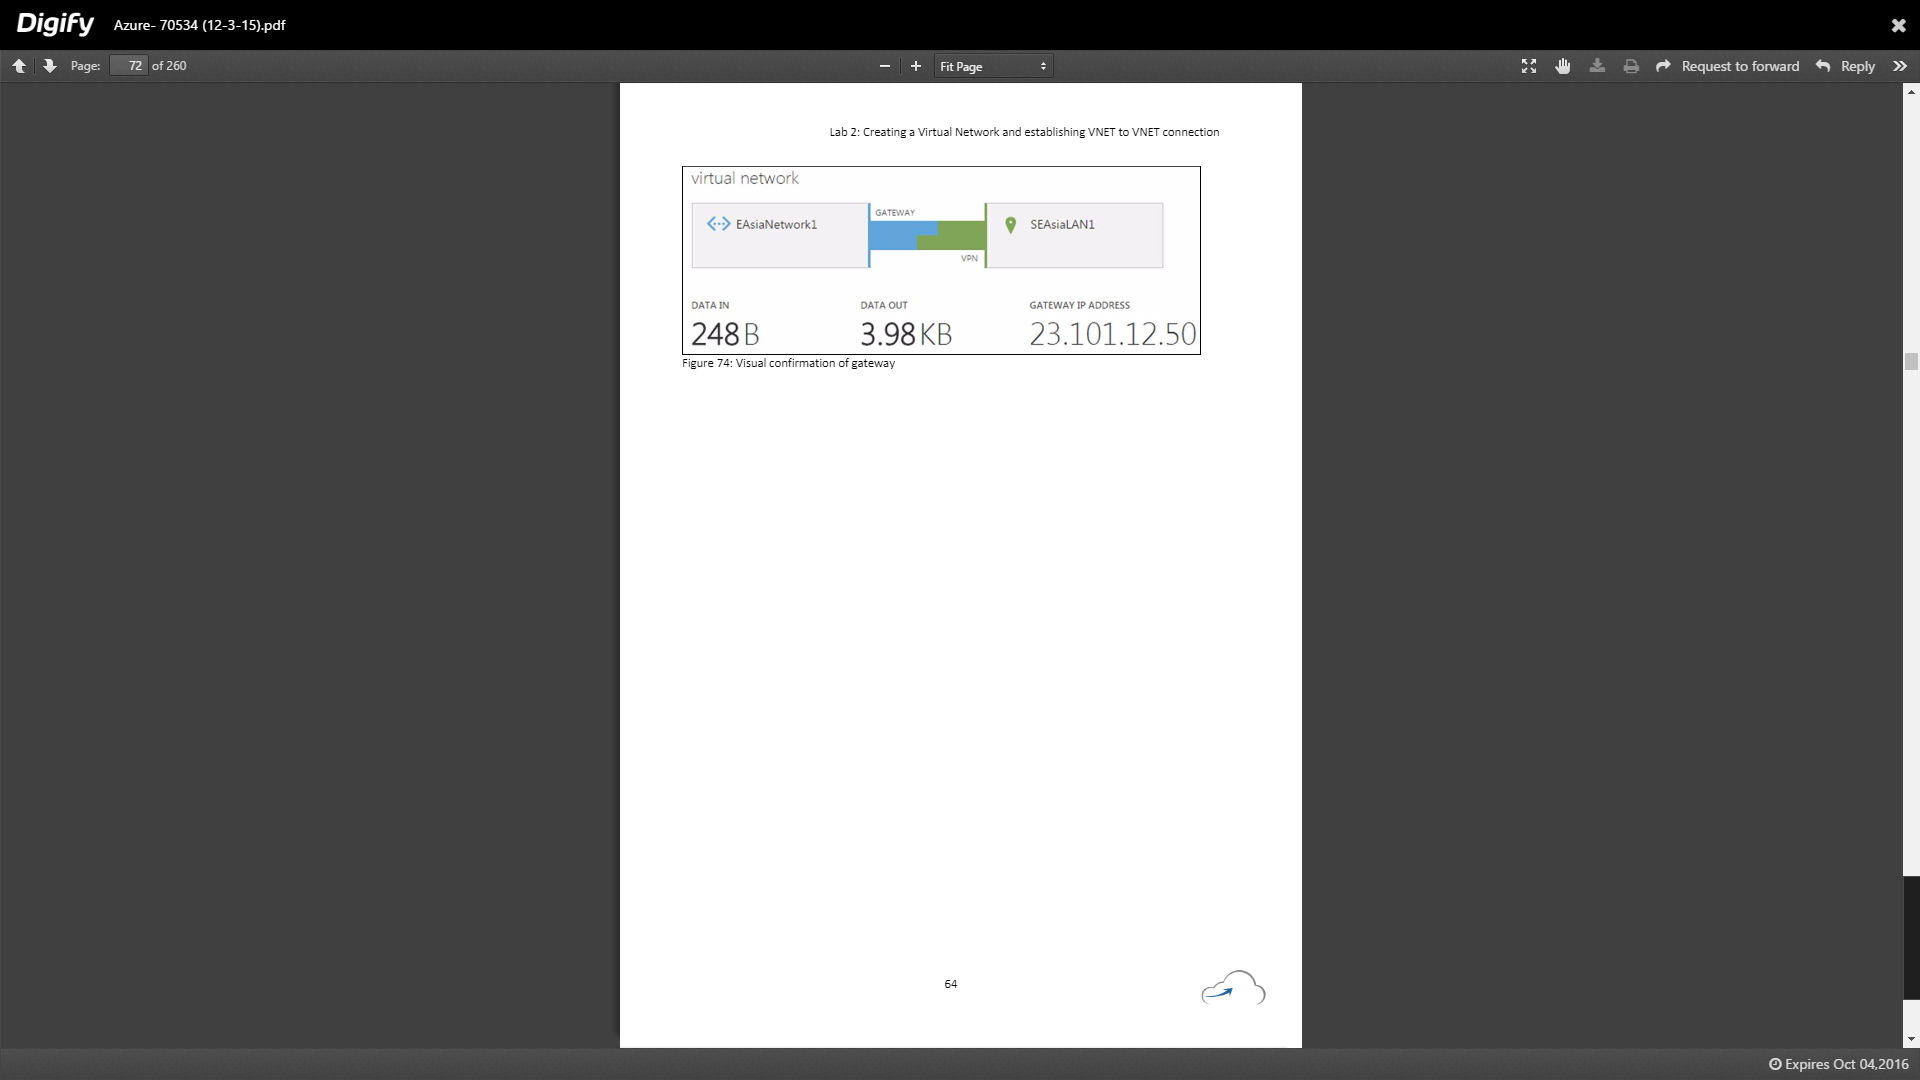 Digify Azure- 70534 (12-3-15).pdf
Page: 72 of 260 Fit Page Request to forward Reply
Lab 2: Creating a Virtual Network and establishing VNET to VNET connection
virtual network
GATEWAY
EAsiaNetwork1 SEAsiaLAN1
VPN
DATA IN DATA OUT GATEWAY IP ADDRESS
248 B 3.98 KB 23.101.12.50
Figure 74: Visual confirmation of gateway
64
Expires Oct 04,2016